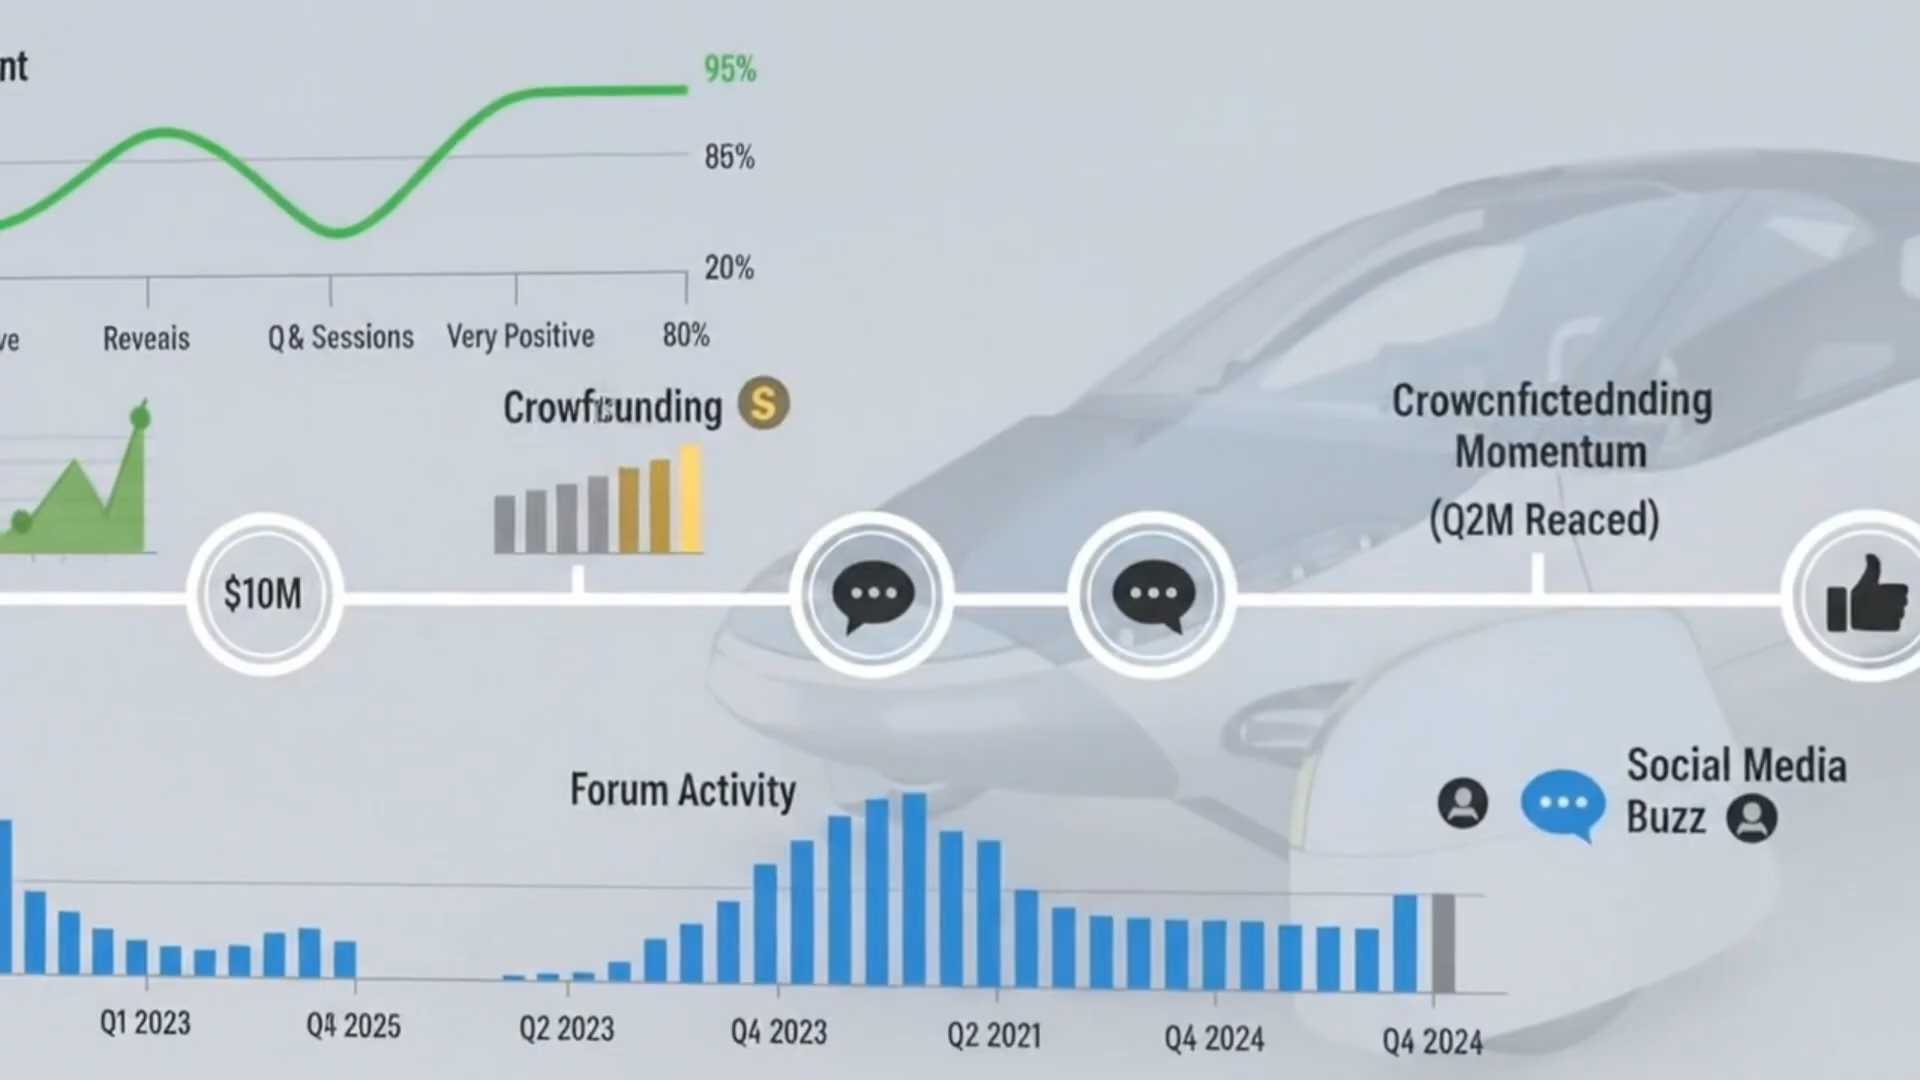 nt
95%
85%
20%
ve
Reveais
Q & Sessions
Very Positive
80%
$
Crowcnfictednding
Momentum
(Q2M Reaced)
$10M
Forum Activity
Social Media
Buzz
Q1 2023
Q4 2025
Q2 2023
Q4 2023
Q2 2021
Q4 2024
Q4 2024